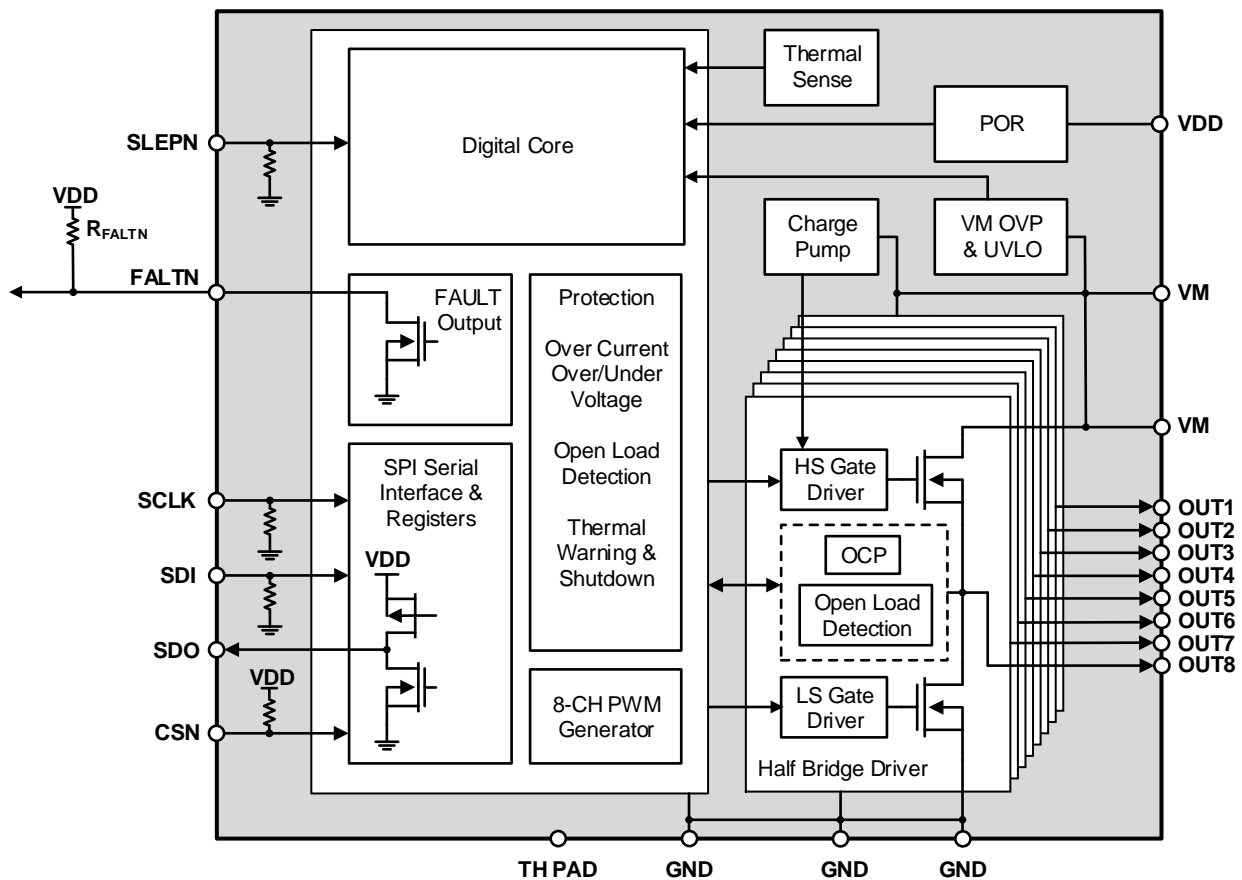 Thermal
Sense
POR
VDD
SLEPN
Digital Core
VDD
RFALTN
Charge
Pump
VM OVP
& UVLO
FALTN
FAULT
Output
VM
Protection
Over Current
Over/Under
Voltage
Open Load
Detection
Thermal
Warning &
Shutdown
VM
SPI Serial
Interface &
Registers
HS Gate
Driver
SCLK
OUT1
OUT2
OUT3
OUT4
OUT5
OUT6
OUT7
OUT8
OCP
Open Load
Detection
SDI
VDD
SDO
VDD
CSN
8-CH PWM
Generator
LS Gate
Driver
Half Bridge Driver
TH PAD
GND
GND
GND